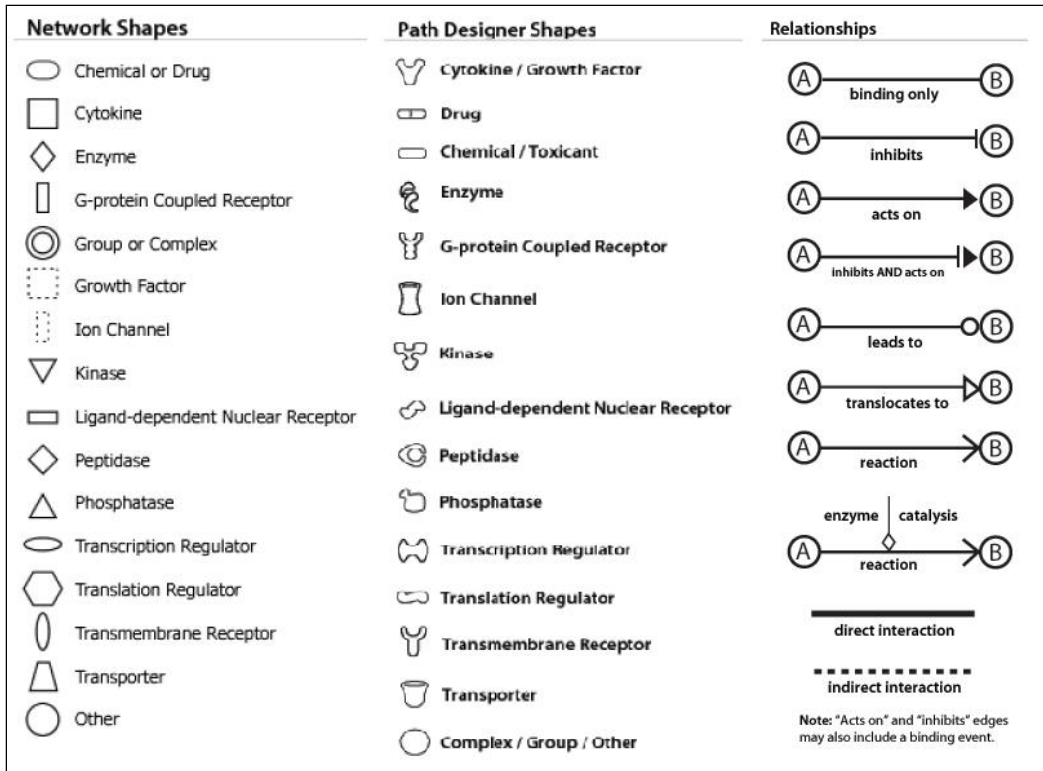 Network Shapes
Chemical or Drug
Cytokine
Enzyme
G-protein Coupled Receptor
Group or Complex
Growth Factor
Ion Channel
Kinase
Ligand-dependent Nuclear Receptor
Peptidase
Phosphatase
Transcription Regulator
Translation Regulator
Transmembrane Receptor
Transporter
Other
Path Designer Shapes
Cytokine / Growth Factor
Drug
Chemical / Toxicant
Enzyme
G-protein Coupled Receptor
Ion Channel
Kinase
Ligand-dependent Nuclear Receptor
Peptidase
Phosphatase
Transcription Regulator
Translation Regulator
Transmembrane Receptor
Transporter
Complex / Group / Other
Relationships
A B
binding only
A B
inhibits
A B
acts on
A B
inhibits AND acts on
A B
leads to
A B
translocates to
A B
reaction
enzyme catalysis
A B
reaction
direct interaction
indirect interaction
Note: "Acts on" and "inhibits" edges
may also include a binding event.